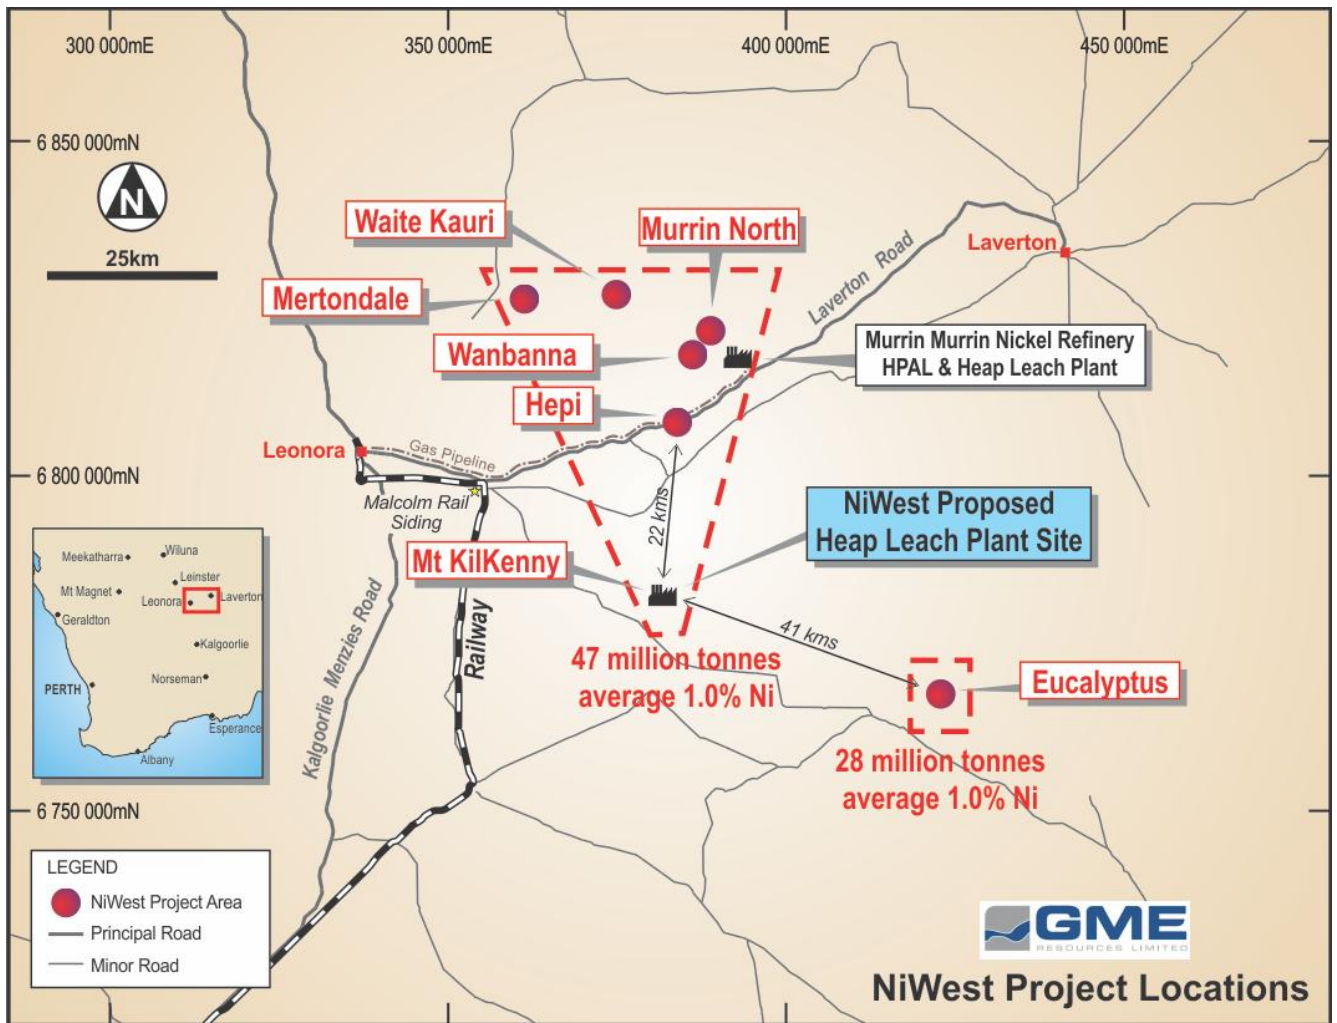 300 000mE
350 000mE
400 000mE
450 000mE
6 850 000mN
N
25km
Waite Kauri
Murrin North
Laverton
Mertondale
Laverton Road
Wanbanna
Murrin Murrin Nickel Refinery
HPAL & Heap Leach Plant
Hepi
Leonora
Gas Pipeline
6 800 000mN
Malcolm Rail
Siding
22 kms
NiWest Proposed
Heap Leach Plant Site
Mt KilKenny
Meekatharra
Wiluna
Leinster
Mt Magnet
Leonora
Laverton
Geraldton
Kalgoorlie
Norseman
PERTH
Esperance
Albany
Kalgoorlie Menzies Road
Railway
41 kms
47 million tonnes
average 1.0% Ni
Eucalyptus
28 million tonnes
average 1.0% Ni
6 750 000mN
LEGEND
NiWest Project Area
Principal Road
Minor Road
GME
RESOURCES LIMITED
NiWest Project Locations